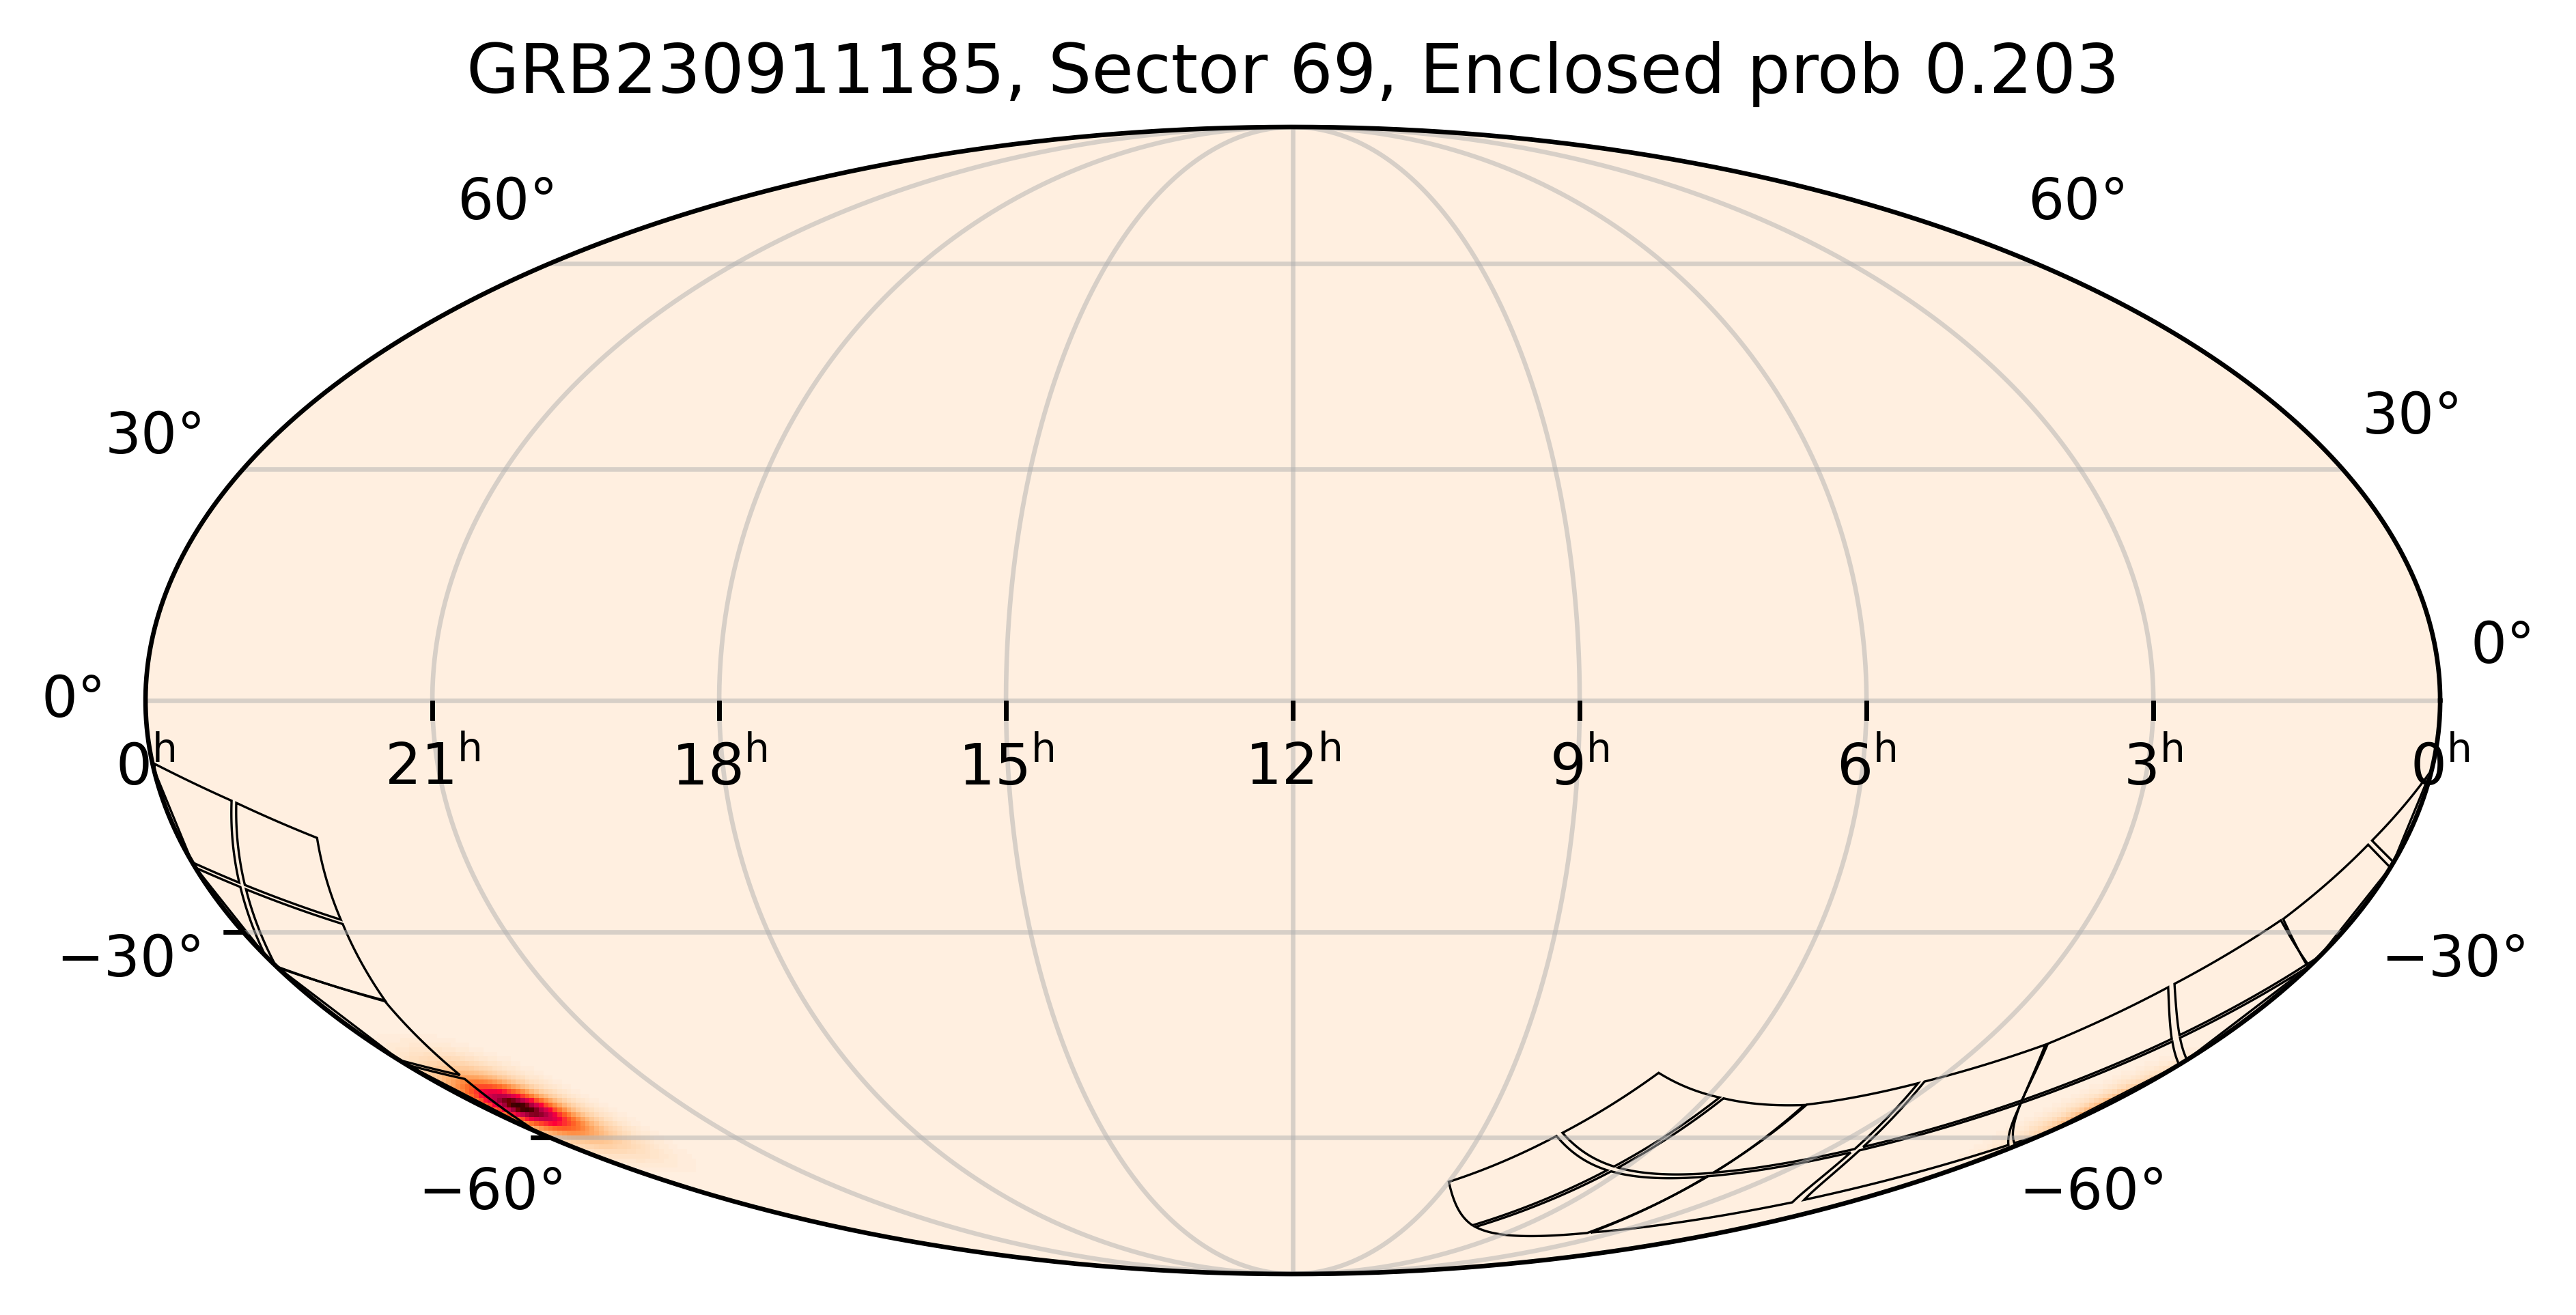 GRB230911185, Sector 69, Enclosed prob 0.203
60° 60°
30° 30°
0° 0°
0ʰ 21ʰ 18ʰ 15ʰ 12ʰ 9ʰ 6ʰ 3ʰ 0ʰ
−30° −30°
−60° −60°